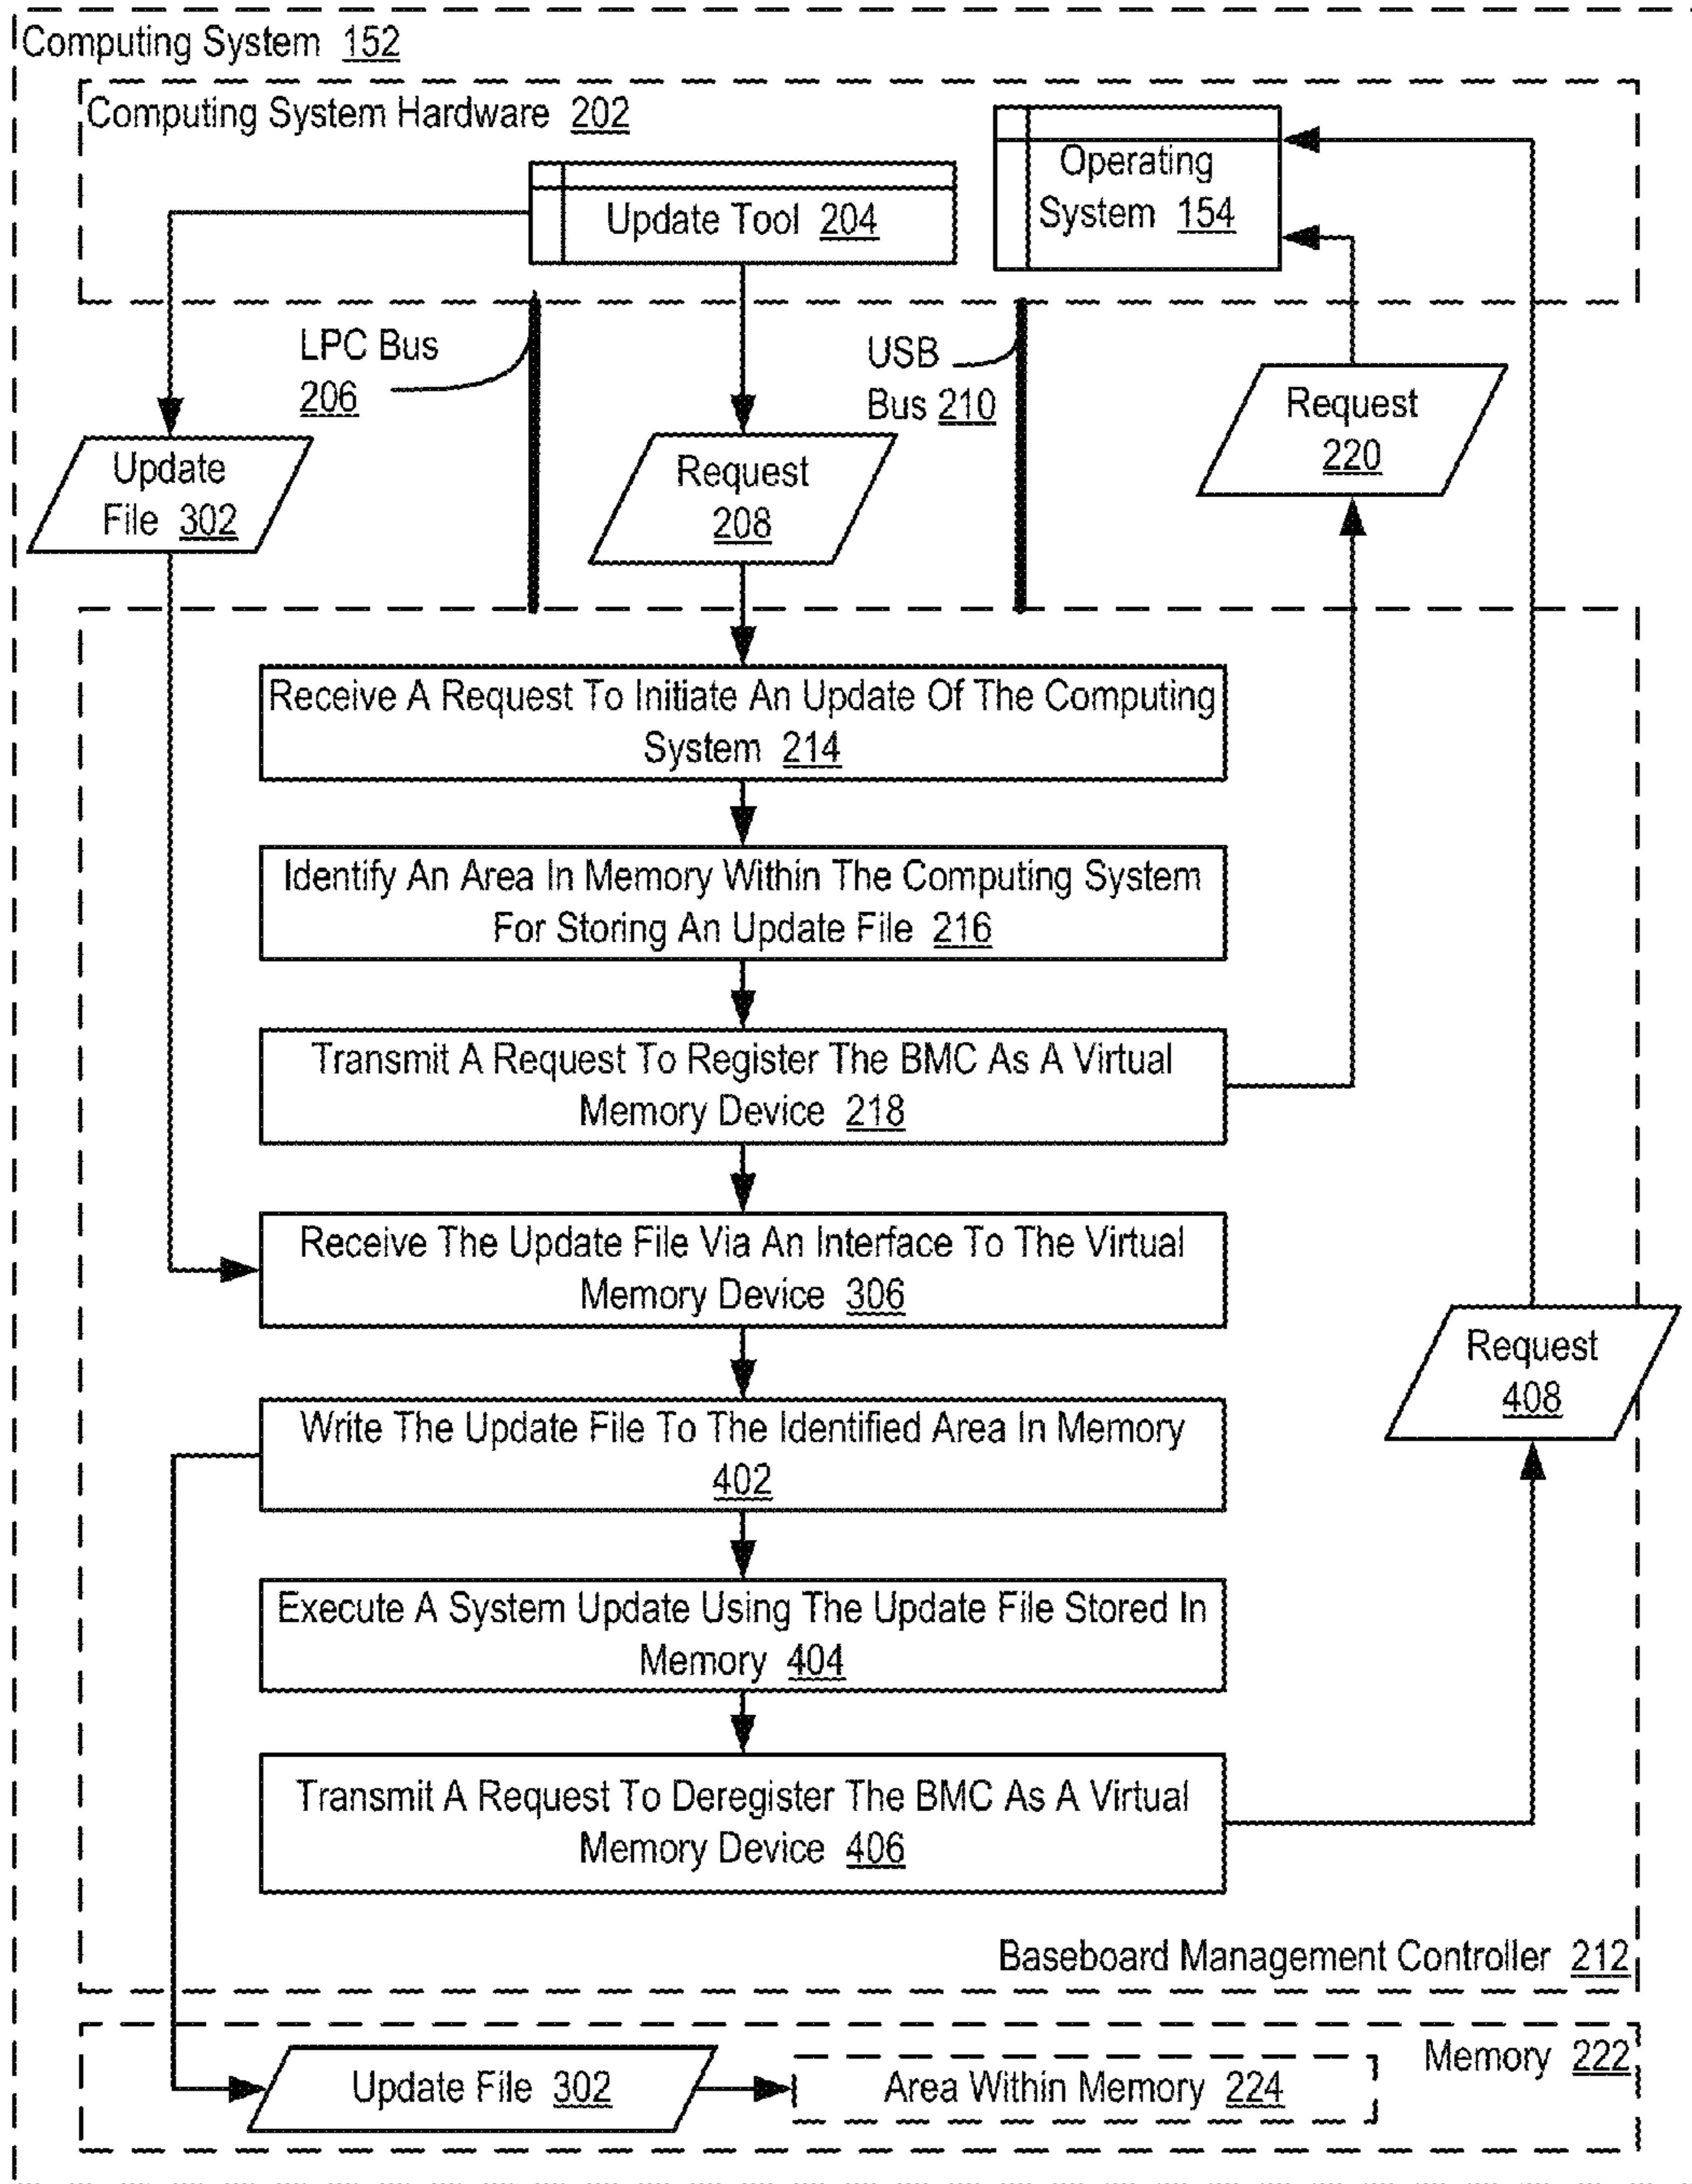 Computing System 152
Computing System Hardware 202
Operating
System 154
Update Tool 204
LPC Bus
206
USB
Bus 210
Request
220
Update
File 302
Request
208
Receive A Request To Initiate An Update Of The Computing
System 214
Identify An Area In Memory Within The Computing System
For Storing An Update File 216
Transmit A Request To Register The BMC As A Virtual
Memory Device 218
Receive The Update File Via An Interface To The Virtual
Memory Device 306
Request
408
Write The Update File To The Identified Area In Memory
402
Execute A System Update Using The Update File Stored In
Memory 404
Transmit A Request To Deregister The BMC As A Virtual
Memory Device 406
Baseboard Management Controller 212
Memory 222
Update File 302
Area Within Memory 224